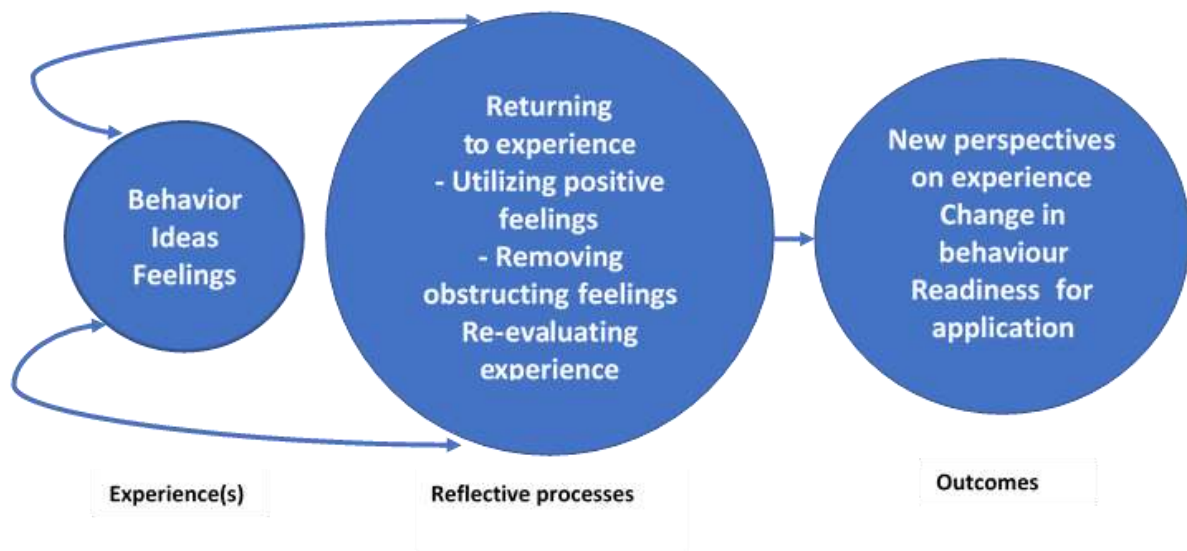 Behavior
Ideas
Feelings
Returning
to experience
- Utilizing positive
feelings
- Removing
obstructing feelings
Re-evaluating
experience
New perspectives
on experience
Change in
behaviour
Readiness for
application
Experience(s)
Reflective processes
Outcomes